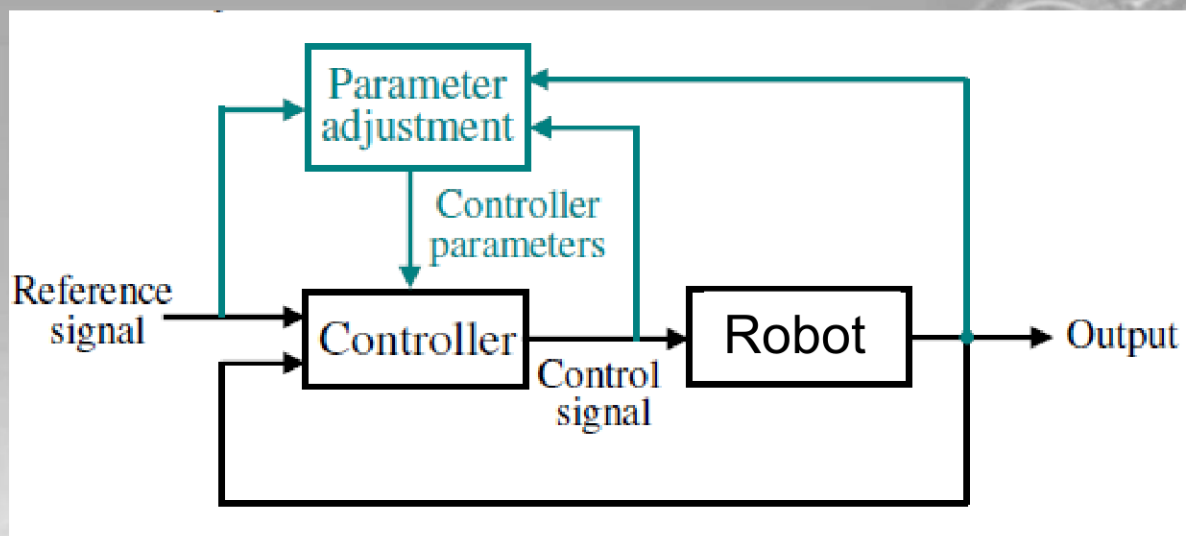 Parameter
adjustment
Controller
parameters
Reference
signal
Controller
Control
signal
Robot
Output